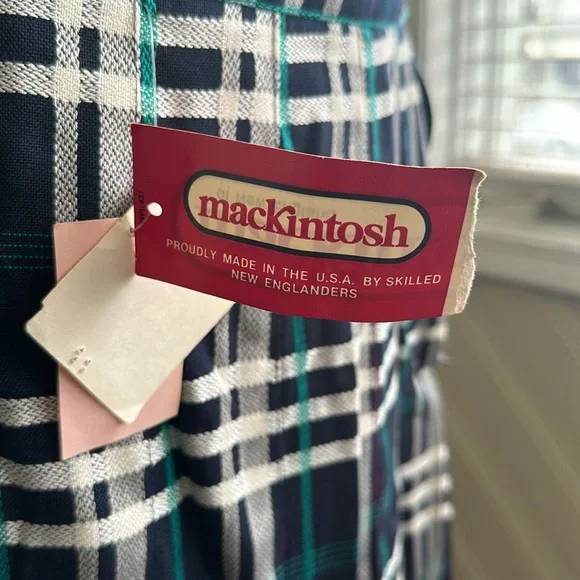 mackintosh
PROUDLY MADE IN THE U.S.A. BY SKILLED
NEW ENGLANDERS